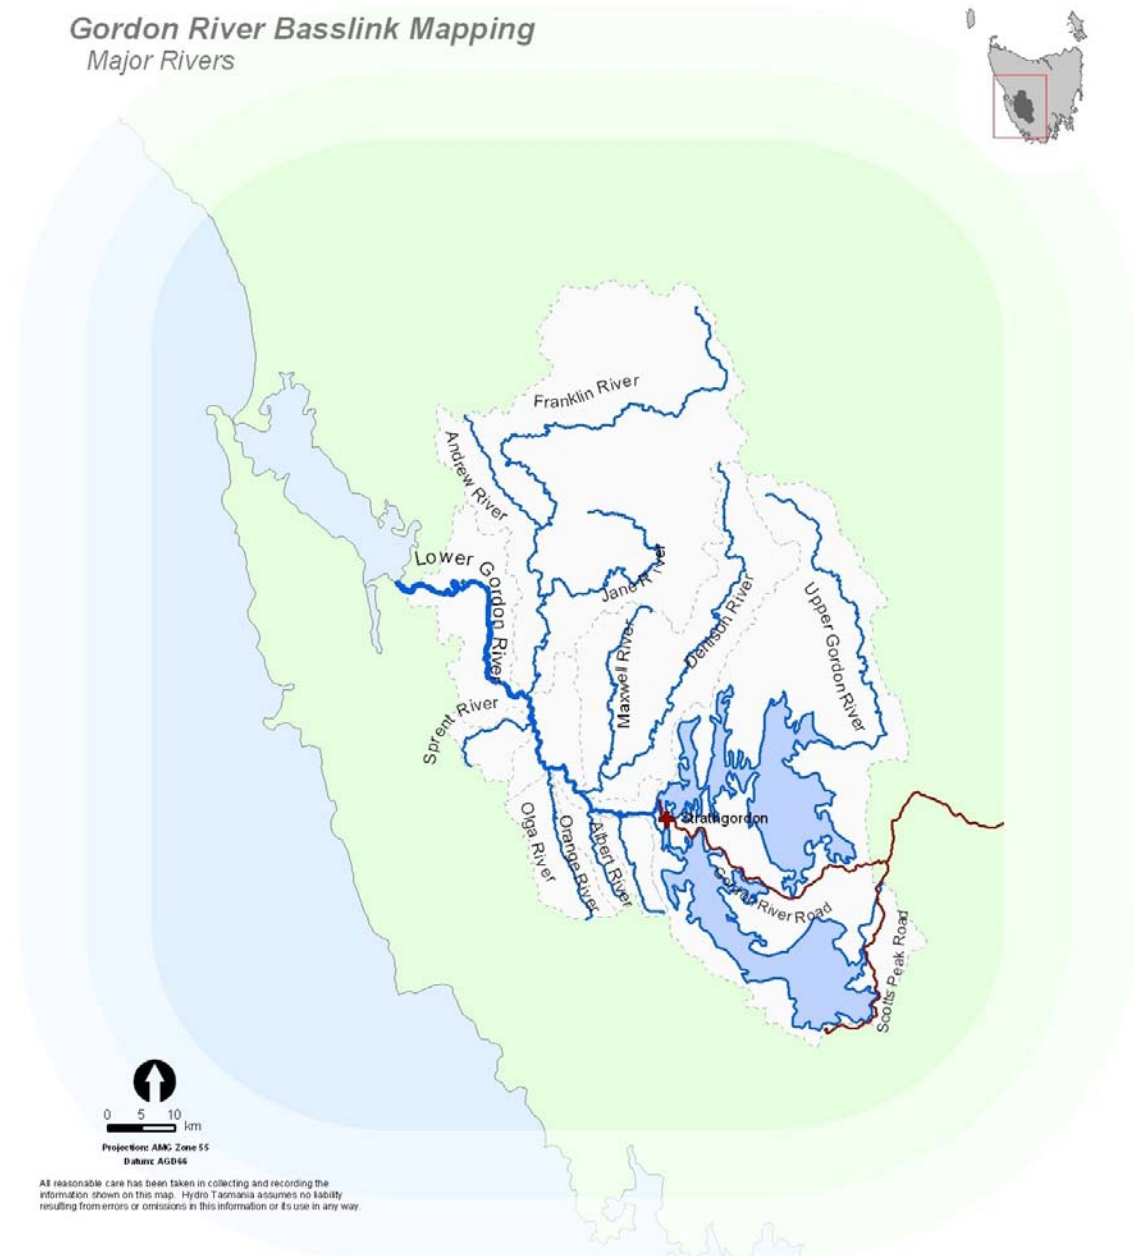 Gordon River Basslink Mapping
Major Rivers
Franklin River
Andrew River
Lower Gordon River
Jane River
Denison River
Upper Gordon River
Maxwell River
Sprent River
Strathgordon
Olga River
Orange River
Albert River
Gordon River Road
Scotts Peak Road
0 5 10
km
Projection: AMG Zone 55
Datum: AGD66
All reasonable care has been taken in collecting and recording the
information shown on this map. Hydro Tasmania assumes no liability
resulting from errors or omissions in this information or its use in any way.